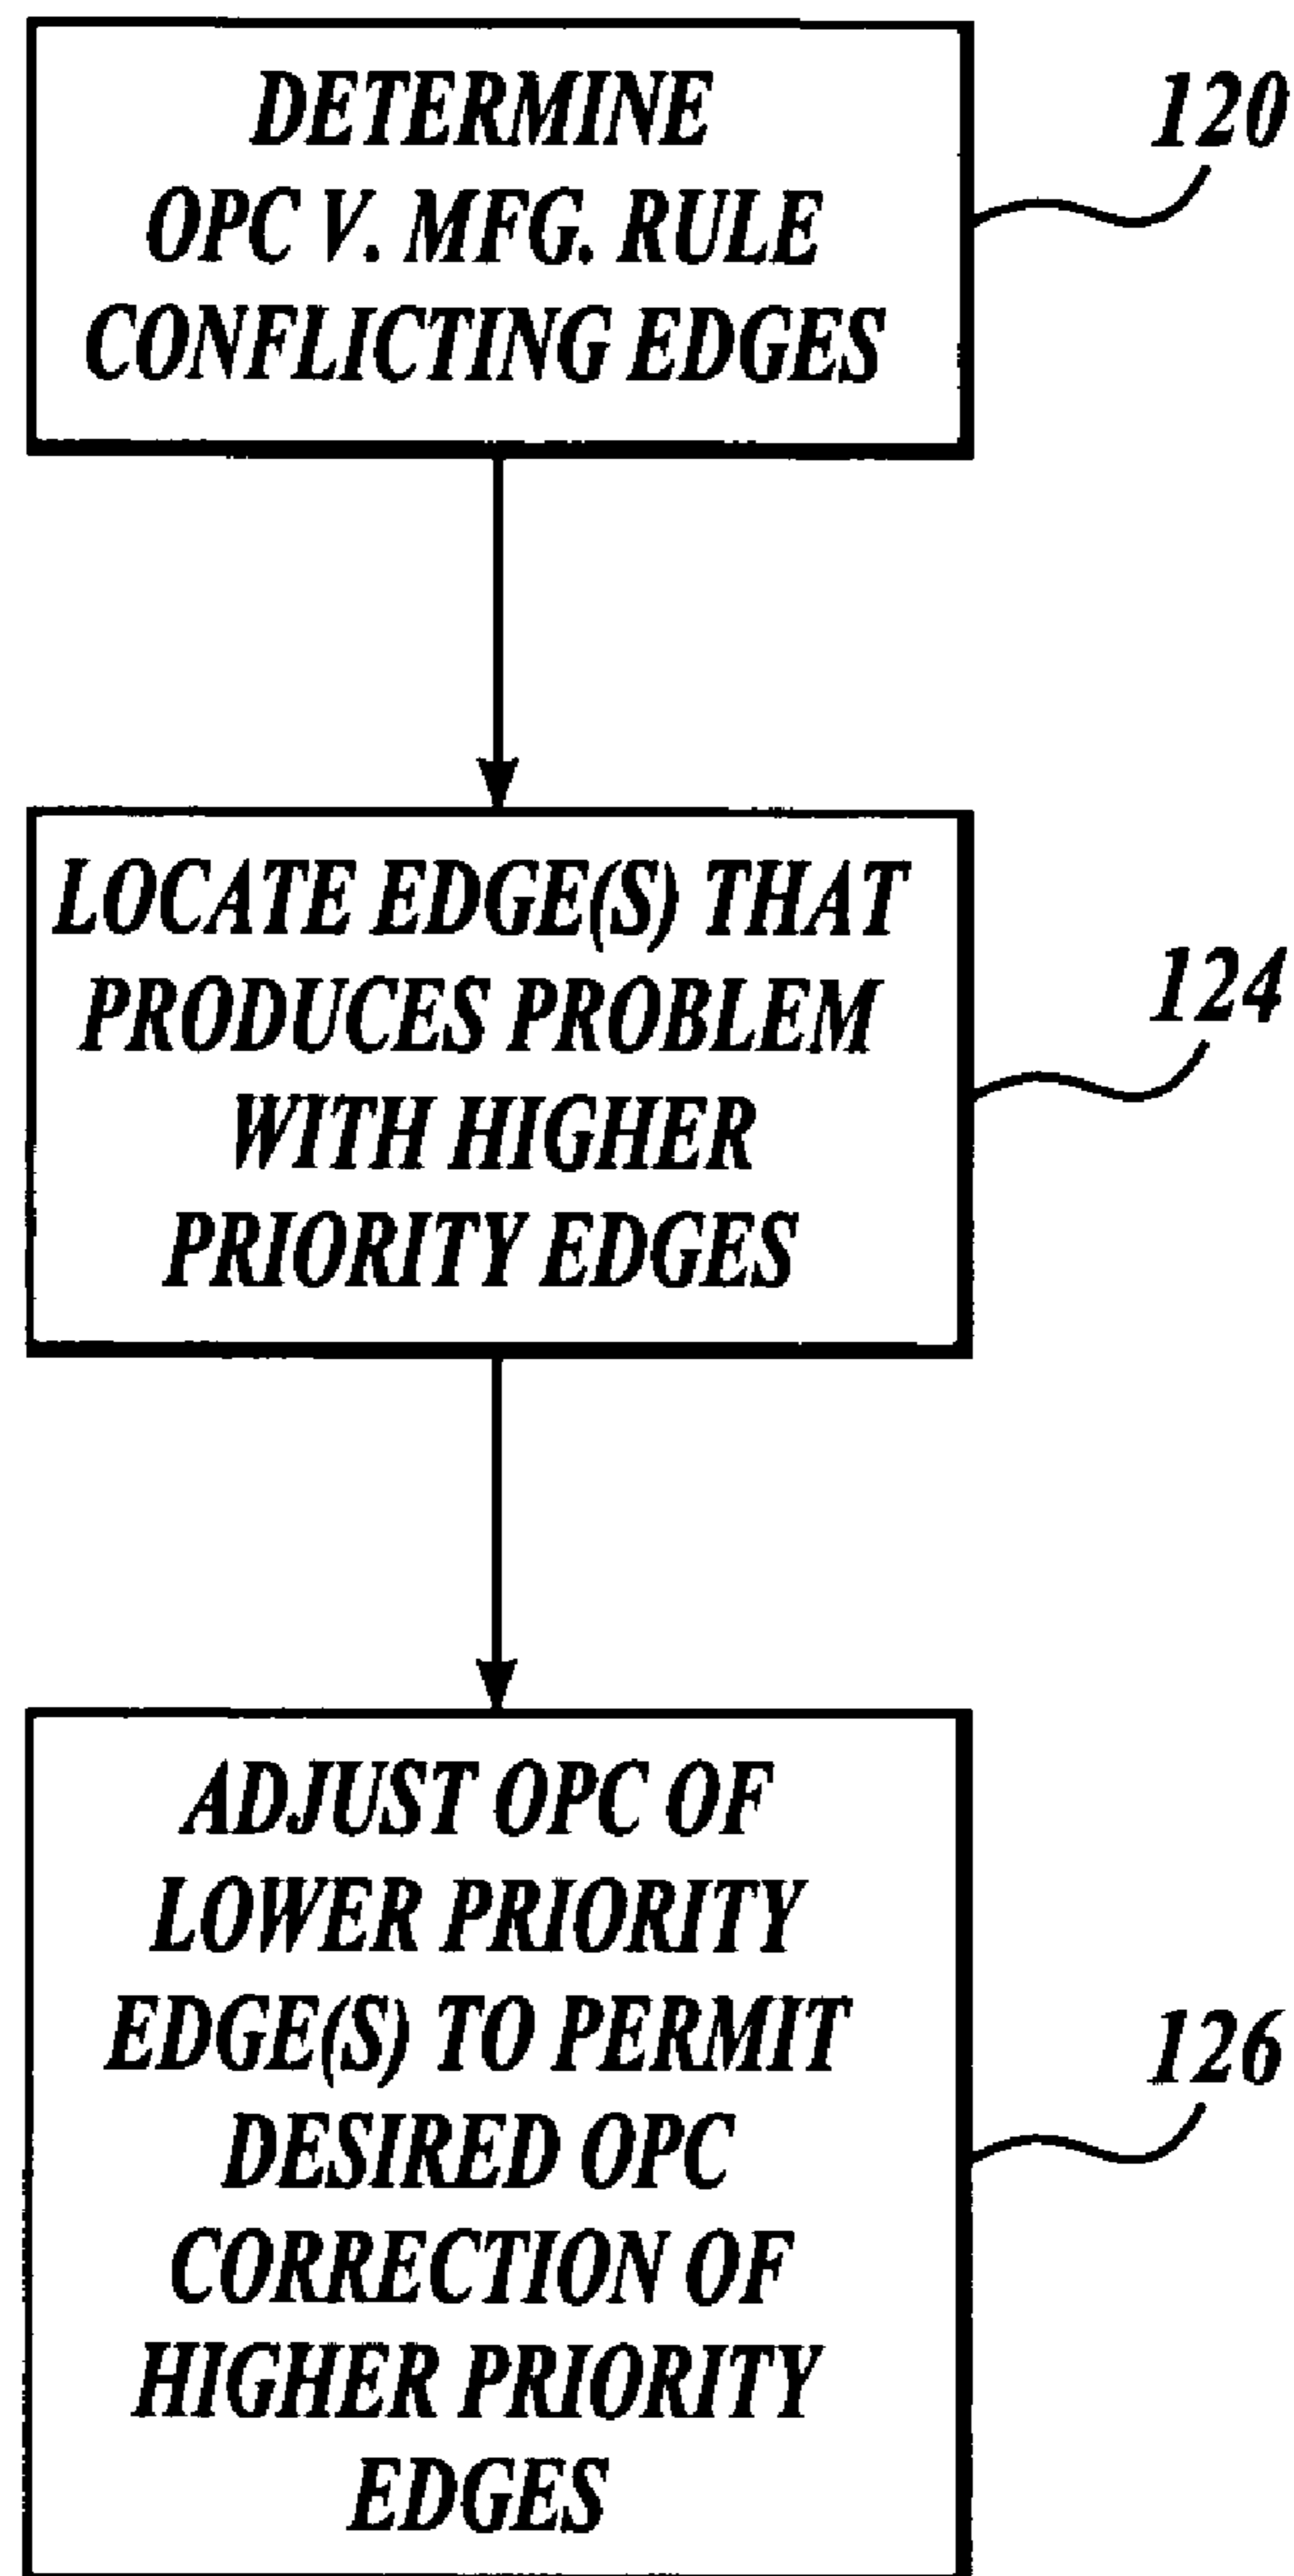 DETERMINE
OPC V. MFG. RULE
CONFLICTING EDGES
120
LOCATE EDGE(S) THAT
PRODUCES PROBLEM
WITH HIGHER
PRIORITY EDGES
124
ADJUST OPC OF
LOWER PRIORITY
EDGE(S) TO PERMIT
DESIRED OPC
CORRECTION OF
HIGHER PRIORITY
EDGES
126